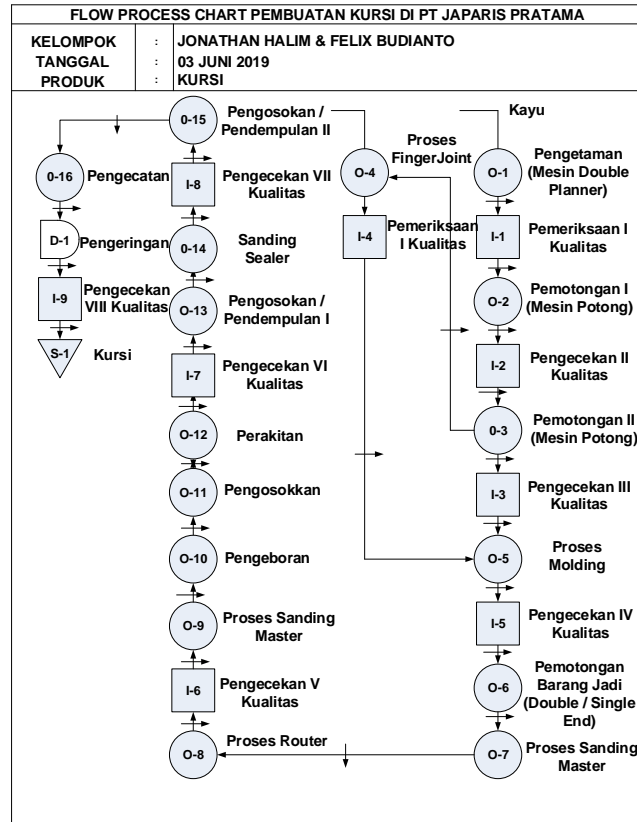 FLOW PROCESS CHART PEMBUATAN KURSI DI PT JAPARIS PRATAMA
KELOMPOK : JONATHAN HALIM & FELIX BUDIANTO
TANGGAL : 03 JUNI 2019
PRODUK : KURSI
Kayu
O-1
Pengetaman
(Mesin Double
Planner)
I-1
Pemeriksaan I
Kualitas
O-2
Pemotongan I
(Mesin Potong)
I-2
Pengecekan II
Kualitas
0-3
Pemotongan II
(Mesin Potong)
I-3
Pengecekan III
Kualitas
Proses
FingerJoint
O-4
I-4
Pemeriksaan
I Kualitas
O-5
Proses
Molding
I-5
Pengecekan IV
Kualitas
O-6
Pemotongan
Barang Jadi
(Double / Single
End)
O-7
Proses Sanding
Master
O-8
Proses Router
I-6
Pengecekan V
Kualitas
O-9
Proses Sanding
Master
O-10
Pengeboran
O-11
Pengosokkan
O-12
Perakitan
I-7
Pengecekan VI
Kualitas
O-13
Pengosokan /
Pendempulan I
0-14
Sanding
Sealer
I-8
Pengecekan VII
Kualitas
0-15
Pengosokan /
Pendempulan II
0-16
Pengecatan
D-1
Pengeringan
I-9
Pengecekan
VIII Kualitas
S-1
Kursi